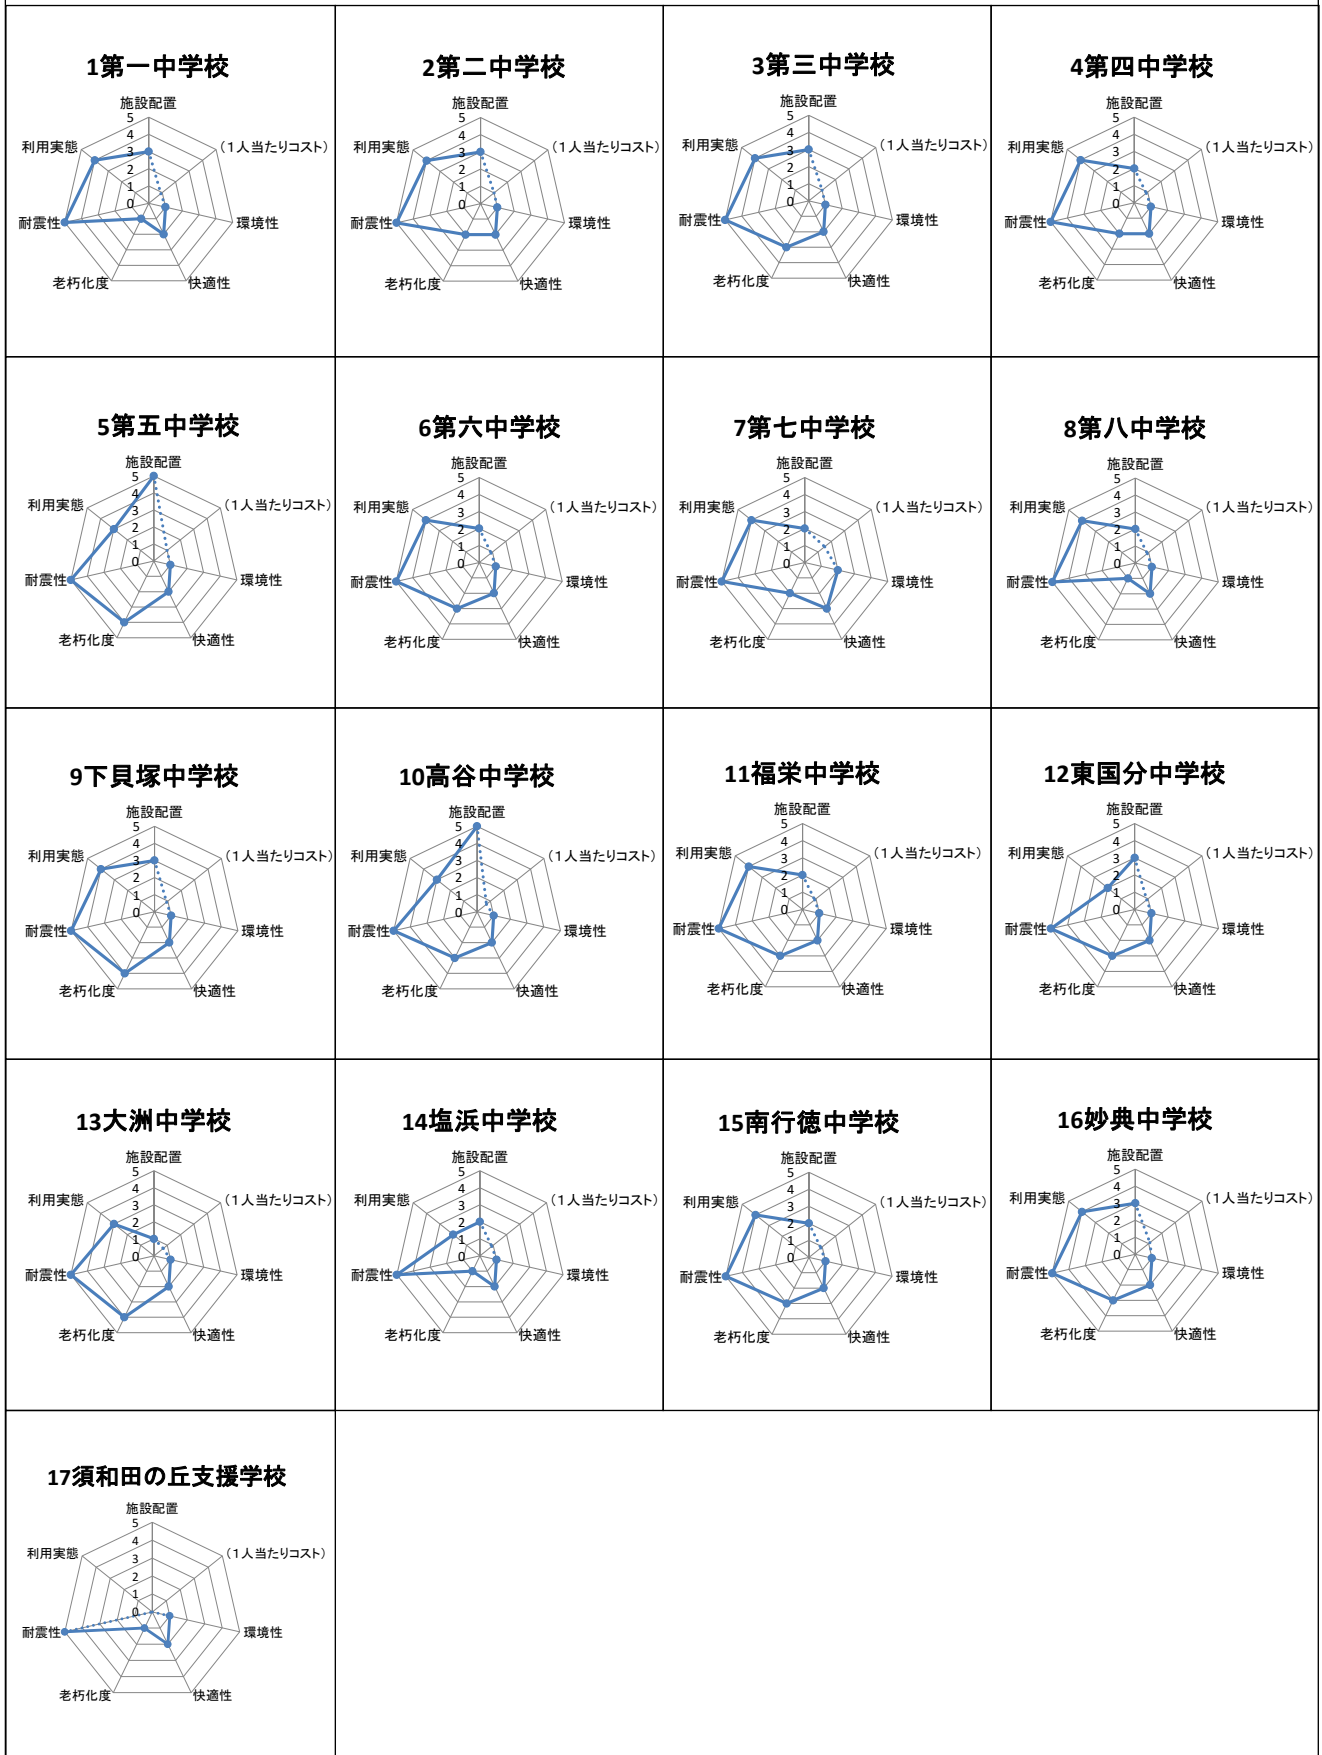 1第一中学校
施設配置
5
4
3
2
1
0
(1人当たりコスト)
環境性
快適性
老朽化度
耐震性
利用実態
2第二中学校
施設配置
5
4
3
2
1
0
(1人当たりコスト)
環境性
快適性
老朽化度
耐震性
利用実態
3第三中学校
施設配置
5
4
3
2
1
0
(1人当たりコスト)
環境性
快適性
老朽化度
耐震性
利用実態
4第四中学校
施設配置
5
4
3
2
1
0
(1人当たりコスト)
環境性
快適性
老朽化度
耐震性
利用実態
5第五中学校
施設配置
5
4
3
2
1
0
(1人当たりコスト)
環境性
快適性
老朽化度
耐震性
利用実態
6第六中学校
施設配置
5
4
3
2
1
0
(1人当たりコスト)
環境性
快適性
老朽化度
耐震性
利用実態
7第七中学校
施設配置
5
4
3
2
1
0
(1人当たりコスト)
環境性
快適性
老朽化度
耐震性
利用実態
8第八中学校
施設配置
5
4
3
2
1
0
(1人当たりコスト)
環境性
快適性
老朽化度
耐震性
利用実態
9下貝塚中学校
施設配置
5
4
3
2
1
0
(1人当たりコスト)
環境性
快適性
老朽化度
耐震性
利用実態
10高谷中学校
施設配置
5
4
3
2
1
0
(1人当たりコスト)
環境性
快適性
老朽化度
耐震性
利用実態
11福栄中学校
施設配置
5
4
3
2
1
0
(1人当たりコスト)
環境性
快適性
老朽化度
耐震性
利用実態
12東国分中学校
施設配置
5
4
3
2
1
0
(1人当たりコスト)
環境性
快適性
老朽化度
耐震性
利用実態
13大洲中学校
施設配置
5
4
3
2
1
0
(1人当たりコスト)
環境性
快適性
老朽化度
耐震性
利用実態
14塩浜中学校
施設配置
5
4
3
2
1
0
(1人当たりコスト)
環境性
快適性
老朽化度
耐震性
利用実態
15南行徳中学校
施設配置
5
4
3
2
1
0
(1人当たりコスト)
環境性
快適性
老朽化度
耐震性
利用実態
16妙典中学校
施設配置
5
4
3
2
1
0
(1人当たりコスト)
環境性
快適性
老朽化度
耐震性
利用実態
17須和田の丘支援学校
施設配置
5
4
3
2
1
0
(1人当たりコスト)
環境性
快適性
老朽化度
耐震性
利用実態